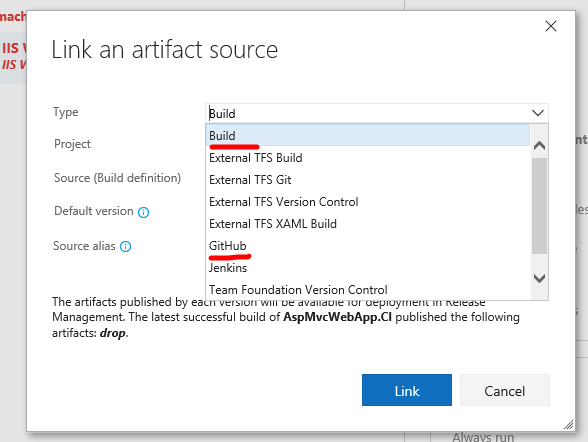 mach
Link an artifact source
IIS W
IIS W
Type
Build
Build
Project
nt
External TFS Build
Source (Build definition)
External TFS Git
Default version
External TFS Version Control
les
External TFS XAML Build
Source alias
GitHub
e
Jenkins
Team Foundation Version Control
The artifacts published by each version will be available for deployment in Release
Management. The latest successful build of AspMvcWebApp.CI published the following
artifacts: drop.
s
Link
Cancel
Always run